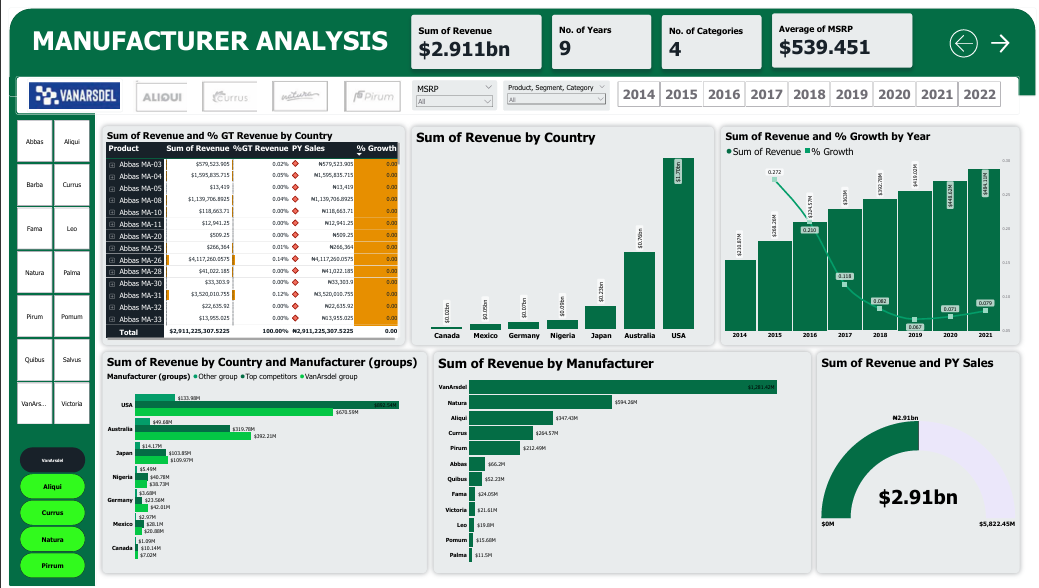 MANUFACTURER ANALYSIS
Sum of Revenue
$2.911bn
No. of Years
9
No. of Categories
4
Average of MSRP
$539.451
VANARSDEL
ALIQUI
Currus
natura
Pirum
MSRP
All
Product, Segment, Category
All
2014 2015 2016 2017 2018 2019 2020 2021 2022
Abbas Aliqui
Barba Currus
Fama Leo
Natura Palma
Pirum Pomum
Quibus Salvus
VanArs... Victoria
VanArsdel
Aliqui
Currus
Natura
Pirrum
Sum of Revenue and % GT Revenue by Country
Product Sum of Revenue %GT Revenue PY Sales % Growth
Abbas MA-03 $579,523.905 0.02% ₦579,523.905 0.00
Abbas MA-04 $1,595,835.715 0.05% ₦1,595,835.715 0.00
Abbas MA-05 $13,419 0.00% ₦13,419 0.00
Abbas MA-08 $1,139,706.8925 0.04% ₦1,139,706.8925 0.00
Abbas MA-10 $118,663.71 0.00% ₦118,663.71 0.00
Abbas MA-11 $12,941.25 0.00% ₦12,941.25 0.00
Abbas MA-20 $509.25 0.00% ₦509.25 0.00
Abbas MA-25 $266,364 0.01% ₦266,364 0.00
Abbas MA-26 $4,117,260.0575 0.14% ₦4,117,260.0575 0.00
Abbas MA-28 $41,022.185 0.00% ₦41,022.185 0.00
Abbas MA-30 $33,303.9 0.00% ₦33,303.9 0.00
Abbas MA-31 $3,520,010.755 0.12% ₦3,520,010.755 0.00
Abbas MA-32 $22,635.92 0.00% ₦22,635.92 0.00
Abbas MA-33 $13,955.025 0.00% ₦13,955.025 0.00
Total $2,911,225,307.5225 100.00% ₦2,911,225,307.5225 0.00
Sum of Revenue by Country
$0.02bn $0.05bn $0.07bn $0.09bn $0.23bn $0.76bn $1.70bn
Canada Mexico Germany Nigeria Japan Australia USA
Sum of Revenue and % Growth by Year
Sum of Revenue % Growth
$210.87M $268.26M $324.57M $363M $392.78M $419.02M $448.62M $484.11M
0.272 0.210 0.118 0.082 0.067 0.071 0.079
2014 2015 2016 2017 2018 2019 2020 2021
Sum of Revenue by Country and Manufacturer (groups)
Manufacturer (groups) Other group Top competitors VanArsdel group
USA $133.98M $670.59M
Australia $49.68M $319.78M $392.21M
Japan $14.17M $103.85M $109.97M
Nigeria $5.49M $40.78M $38.73M
Germany $3.68M $23.56M $42.01M
Mexico $2.97M $28.1M $20.88M
Canada $1.09M $10.14M $7.02M
Sum of Revenue by Manufacturer
VanArsdel
Natura $594.26M
Aliqui $347.43M
Currus $264.57M
Pirum $212.49M
Abbas $66.2M
Quibus $52.23M
Fama $24.05M
Victoria $21.61M
Leo $19.8M
Pomum $15.68M
Palma $11.5M
Sum of Revenue and PY Sales
₦2.91bn
$2.91bn
$0M $5,822.45M